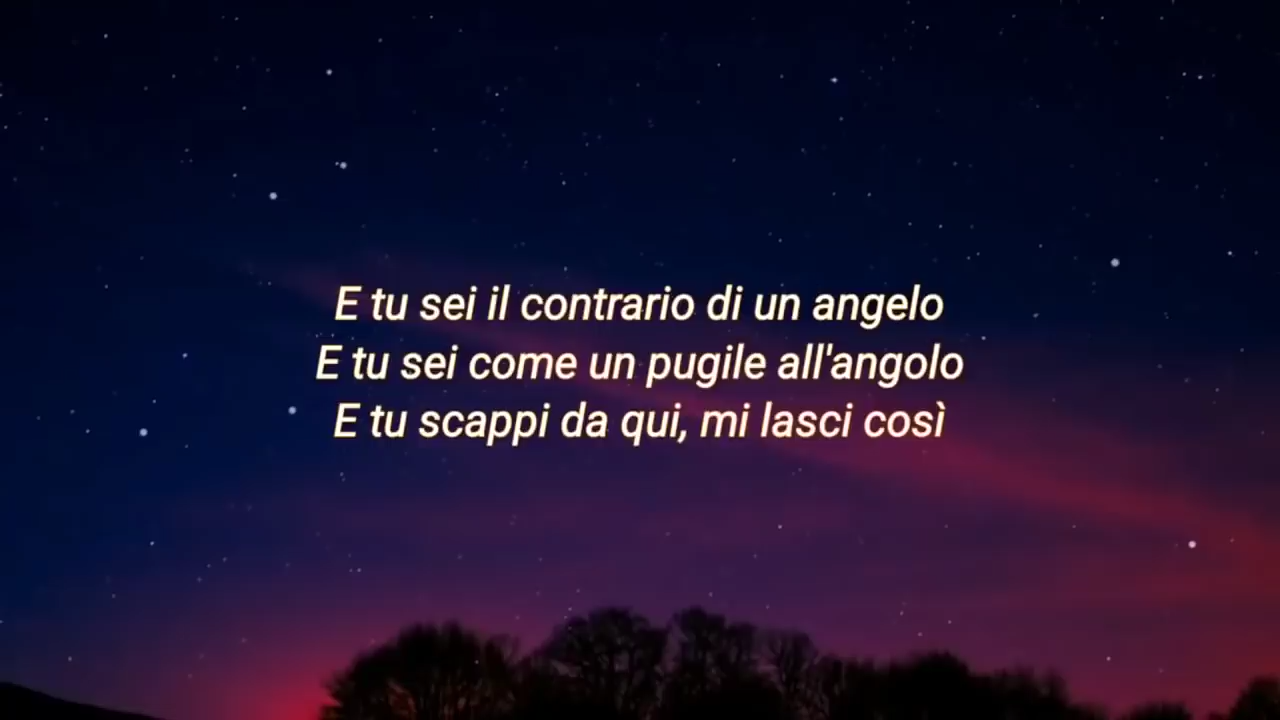 E tu sei il contrario di un angelo
E tu sei come un pugile all'angolo
E tu scappi da qui, mi lasci così